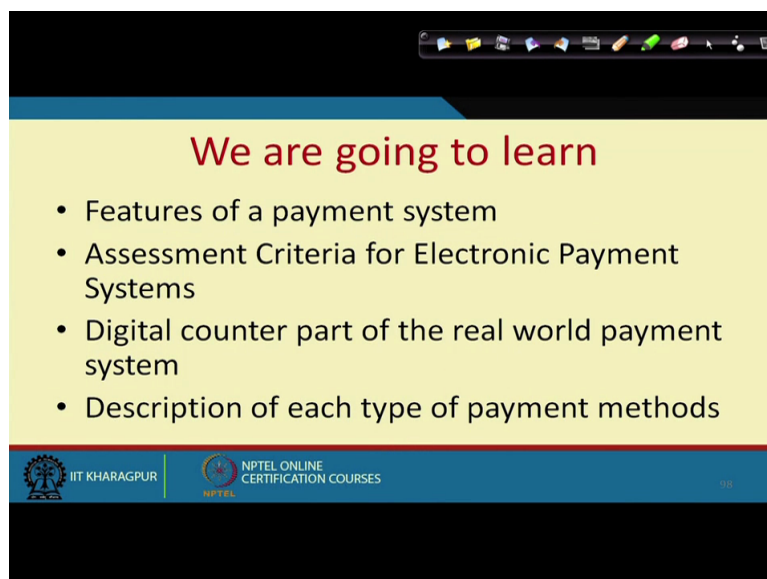 We are going to learn
• Features of a payment system
• Assessment Criteria for Electronic Payment
Systems
• Digital counter part of the real world payment
system
• Description of each type of payment methods
IIT KHARAGPUR
NPTEL
NPTEL ONLINE
CERTIFICATION COURSES
98